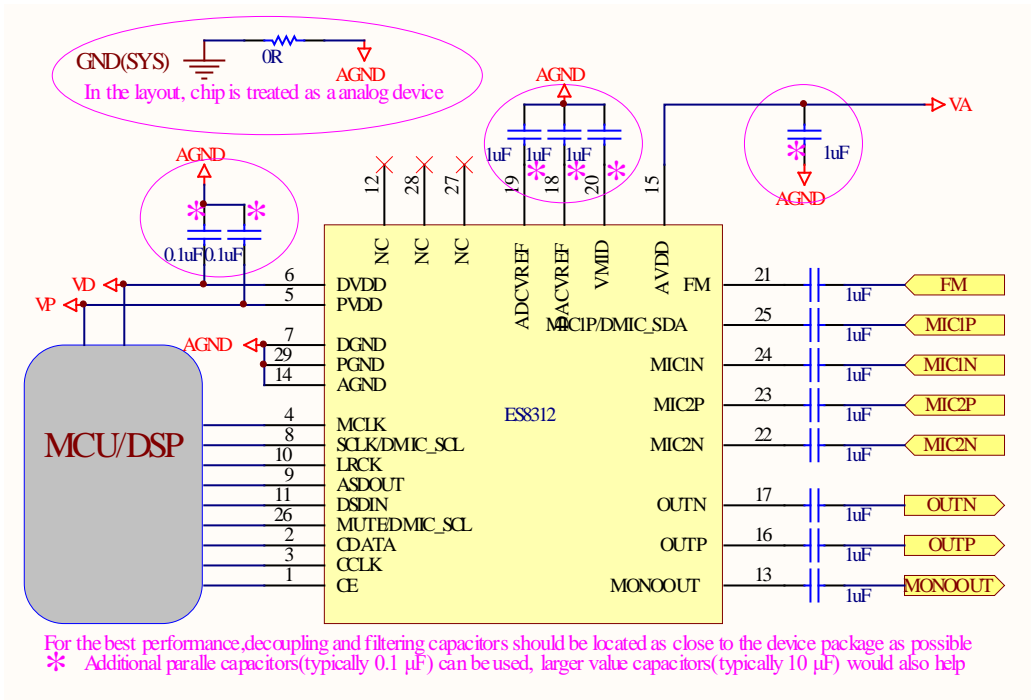 GND(SYS)
0R
AGND
In the layout, chip is treated as a analog device
AGND
1uF
1uF
1uF
VA
1uF
AGND
AGND
0.1uF
0.1uF
12
28
27
19
18
20
15
NC
NC
NC
ADCVREF
DACVREF
VMID
AVDD
VD
VP
6
DVDD
5
PVDD
AGND
7
DGND
29
PGND
14
AGND
MCU/DSP
4
MCLK
8
SCLK/DMIC_SCL
10
LRCK
9
ASDOUT
11
DSDIN
26
MUTE/DMIC_SCL
2
CDATA
3
CCLK
1
CE
ES8312
FM
21
1uF
FM
MIC1P/DMIC_SDA
25
1uF
MIC1P
MIC1N
24
1uF
MIC1N
MIC2P
23
1uF
MIC2P
MIC2N
22
1uF
MIC2N
OUTN
17
1uF
OUTN
OUTP
16
1uF
OUTP
MONOOUT
13
1uF
MONOOUT
For the best performance,decoupling and filtering capacitors should be located as close to the device package as possible
* Additional paralle capacitors(typically 0.1 μF) can be used, larger value capacitors(typically 10 μF) would also help